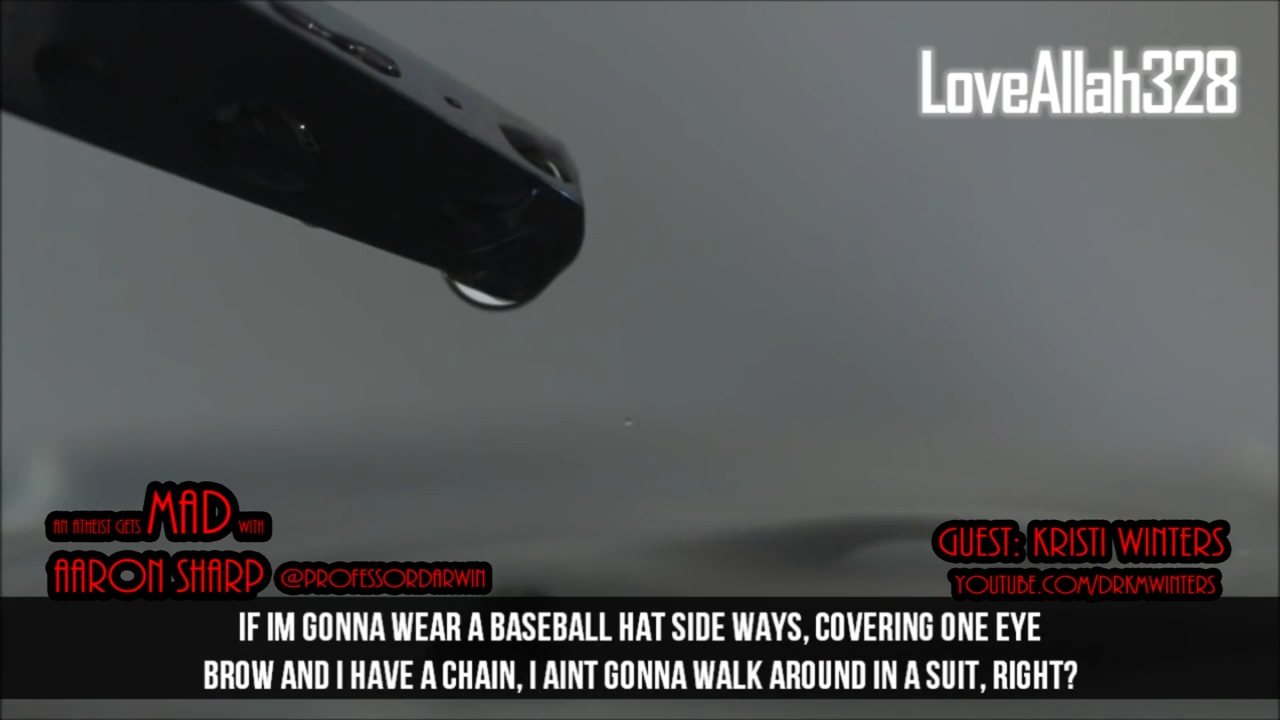 LoveAllah328
AN ATHEIST GETS MAD WITH
AARON SHARP @PROFESSORDARWIN
GUEST: KRISTI WINTERS
YOUTUBE.COM/DRKMWINTERS
IF IM GONNA WEAR A BASEBALL HAT SIDE WAYS, COVERING ONE EYE
BROW AND I HAVE A CHAIN, I AINT GONNA WALK AROUND IN A SUIT, RIGHT?